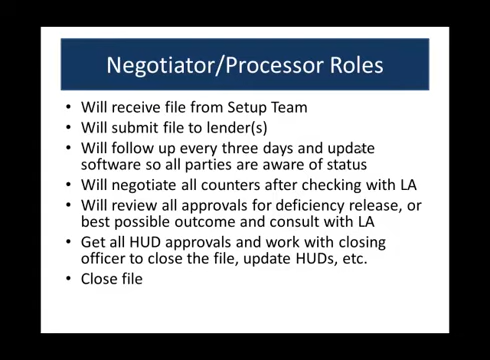 Negotiator/Processor Roles
• Will receive file from Setup Team
• Will submit file to lender(s)
• Will follow up every three days and update
software so all parties are aware of status
• Will negotiate all counters after checking with LA
• Will review all approvals for deficiency release, or
best possible outcome and consult with LA
• Get all HUD approvals and work with closing
officer to close the file, update HUDs, etc.
• Close file